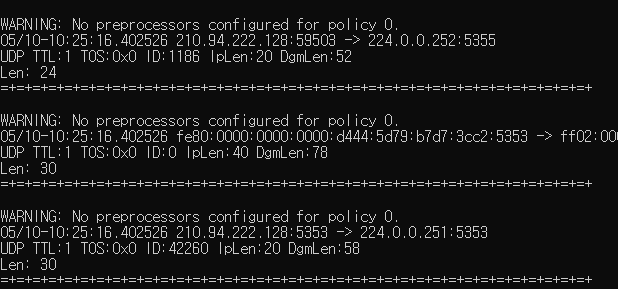 WARNING: No preprocessors configured for policy 0.
05/10-10:25:16.402526 210.94.222.128:59503 -> 224.0.0.252:5355
UDP TTL:1 TOS:0x0 ID:1186 IpLen:20 DgmLen:52
Len: 24
=+=+=+=+=+=+=+=+=+=+=+=+=+=+=+=+=+=+=+=+=+=+=+=+=+=+=+=+=+=+=+=+=+=+=+=+=+

WARNING: No preprocessors configured for policy 0.
05/10-10:25:16.402526 fe80:0000:0000:0000:d444:5d79:b7d7:3cc2:5353 -> ff02:000
UDP TTL:1 TOS:0x0 ID:0 IpLen:40 DgmLen:78
Len: 30
=+=+=+=+=+=+=+=+=+=+=+=+=+=+=+=+=+=+=+=+=+=+=+=+=+=+=+=+=+=+=+=+=+=+=+=+=+

WARNING: No preprocessors configured for policy 0.
05/10-10:25:16.402526 210.94.222.128:5353 -> 224.0.0.251:5353
UDP TTL:1 TOS:0x0 ID:42260 IpLen:20 DgmLen:58
Len: 30
=+=+=+=+=+=+=+=+=+=+=+=+=+=+=+=+=+=+=+=+=+=+=+=+=+=+=+=+=+=+=+=+=+=+=+=+=+